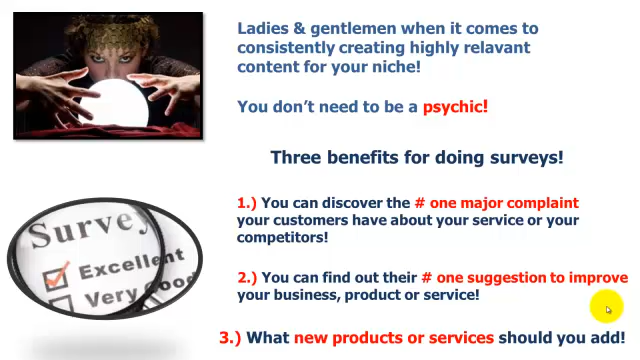 Ladies & gentlemen when it comes to
consistently creating highly relavant
content for your niche!
You don't need to be a psychic!
Three benefits for doing surveys!
Survey
Excellent
Very Good
1.) You can discover the # one major complaint
your customers have about your service or your
competitors!
2.) You can find out their # one suggestion to improve
your business, product or service!
3.) What new products or services should you add!